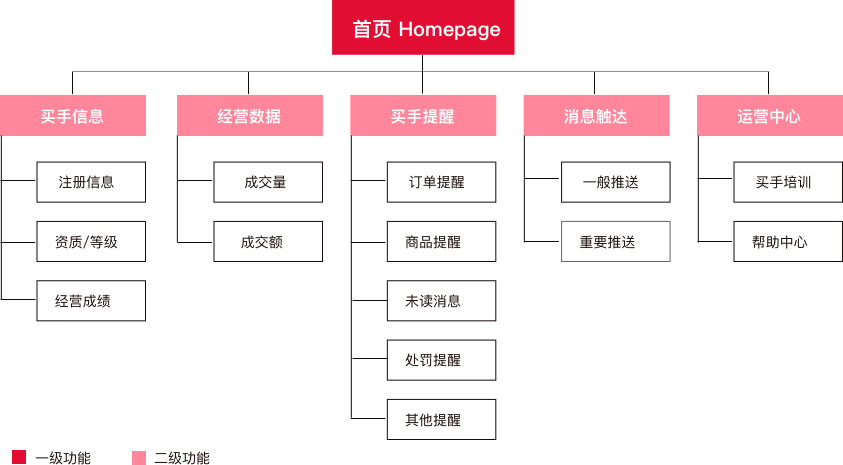 首页 Homepage
买手信息
经营数据
买手提醒
消息触达
运营中心
注册信息
成交量
订单提醒
一般推送
买手培训
资质/等级
成交额
商品提醒
重要推送
帮助中心
经营成绩
未读消息
处罚提醒
其他提醒
一级功能
二级功能